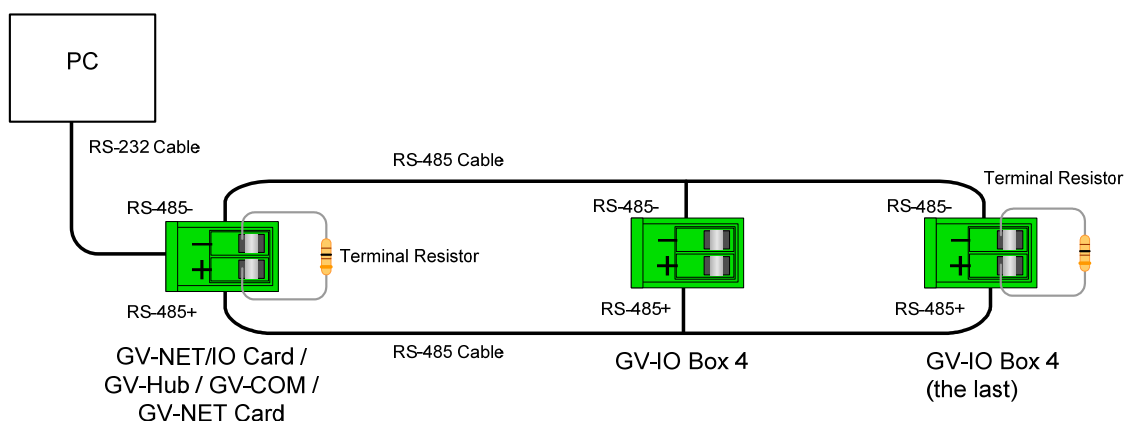 PC
RS-232 Cable
RS-485 Cable
Terminal Resistor
RS-485-
RS-485-
RS-485-
−
+
Terminal Resistor
−
+
−
+
RS-485+
RS-485+
RS-485+
RS-485 Cable
GV-NET/IO Card /
GV-Hub / GV-COM /
GV-NET Card
GV-IO Box 4
GV-IO Box 4
(the last)